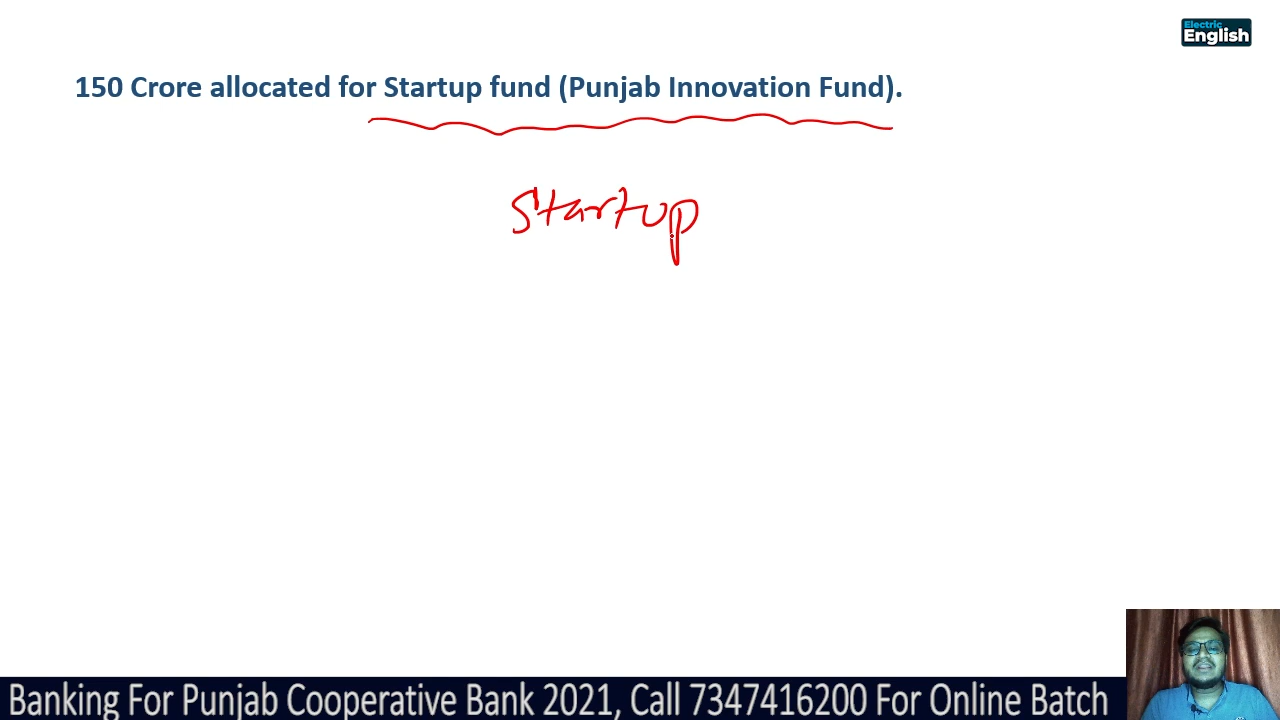 Electric
English
150 Crore allocated for Startup fund (Punjab Innovation Fund).
Startup
Banking For Punjab Cooperative Bank 2021, Call 7347416200 For Online Batch